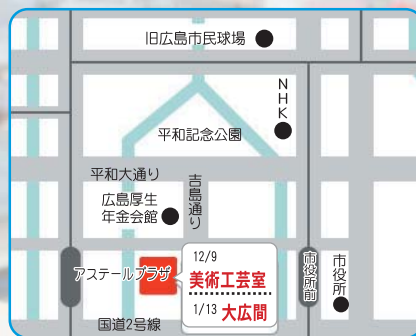 旧広島市民球場
NHK
平和記念公園
平和大通り
吉島通り
広島厚生
年金会館
アステールプラザ
12/9
美術工芸室
1/13 大広間
市役所前
市役所
国道2号線